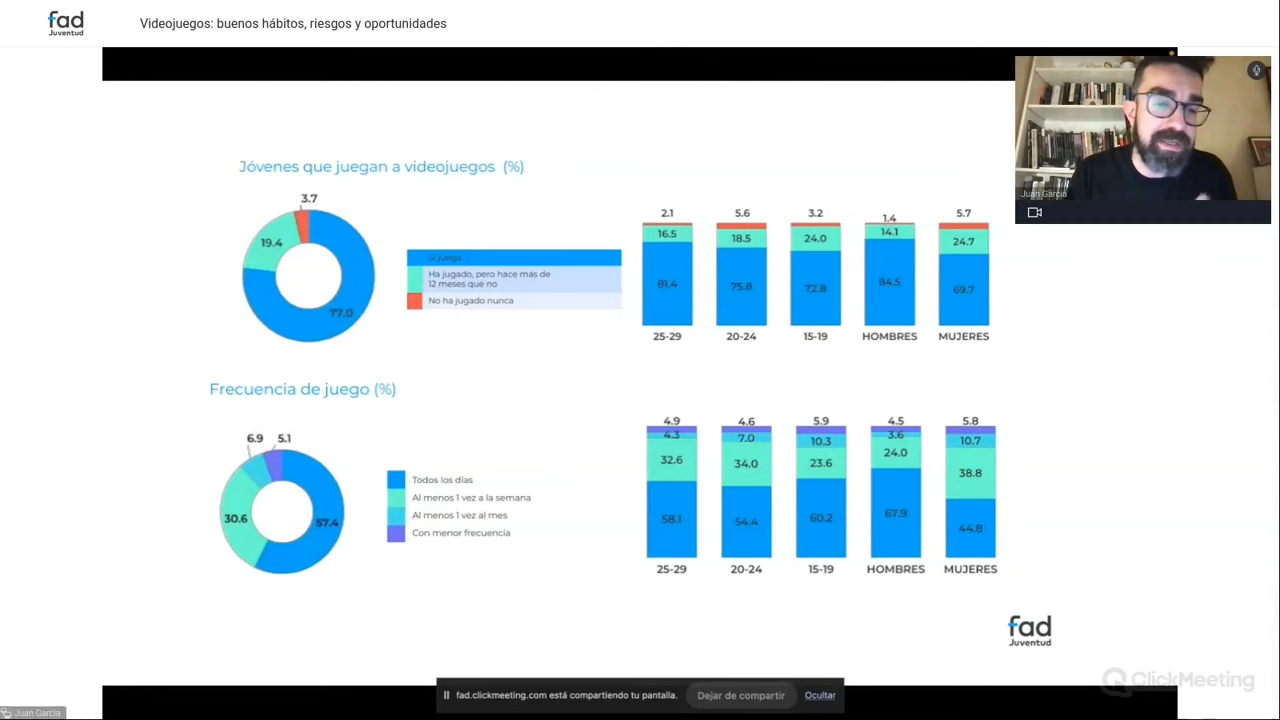 fad
Juventud
Videojuegos: buenos hábitos, riesgos y oportunidades
Juan García
Jóvenes que juegan a videojuegos (%)
3.7
19.4
77.0
Sí juega
Ha jugado, pero hace más de
12 meses que no
No ha jugado nunca
2.1 5.6 3.2 1.4 5.7
16.5 18.5 24.0 14.1 24.7
81.4 75.8 72.8 84.5 69.7
25-29 20-24 15-19 HOMBRES MUJERES
Frecuencia de juego (%)
6.9 5.1
30.6 57.4
Todos los días
Al menos 1 vez a la semana
Al menos 1 vez al mes
Con menor frecuencia
4.9 4.6 5.9 4.5 5.8
4.3 7.0 10.3 3.6 10.7
32.6 34.0 23.6 24.0 38.8
58.1 54.4 60.2 67.9 44.8
25-29 20-24 15-19 HOMBRES MUJERES
fad
Juventud
ClickMeeting
fad.clickmeeting.com está compartiendo tu pantalla. Dejar de compartir Ocultar
Juan García